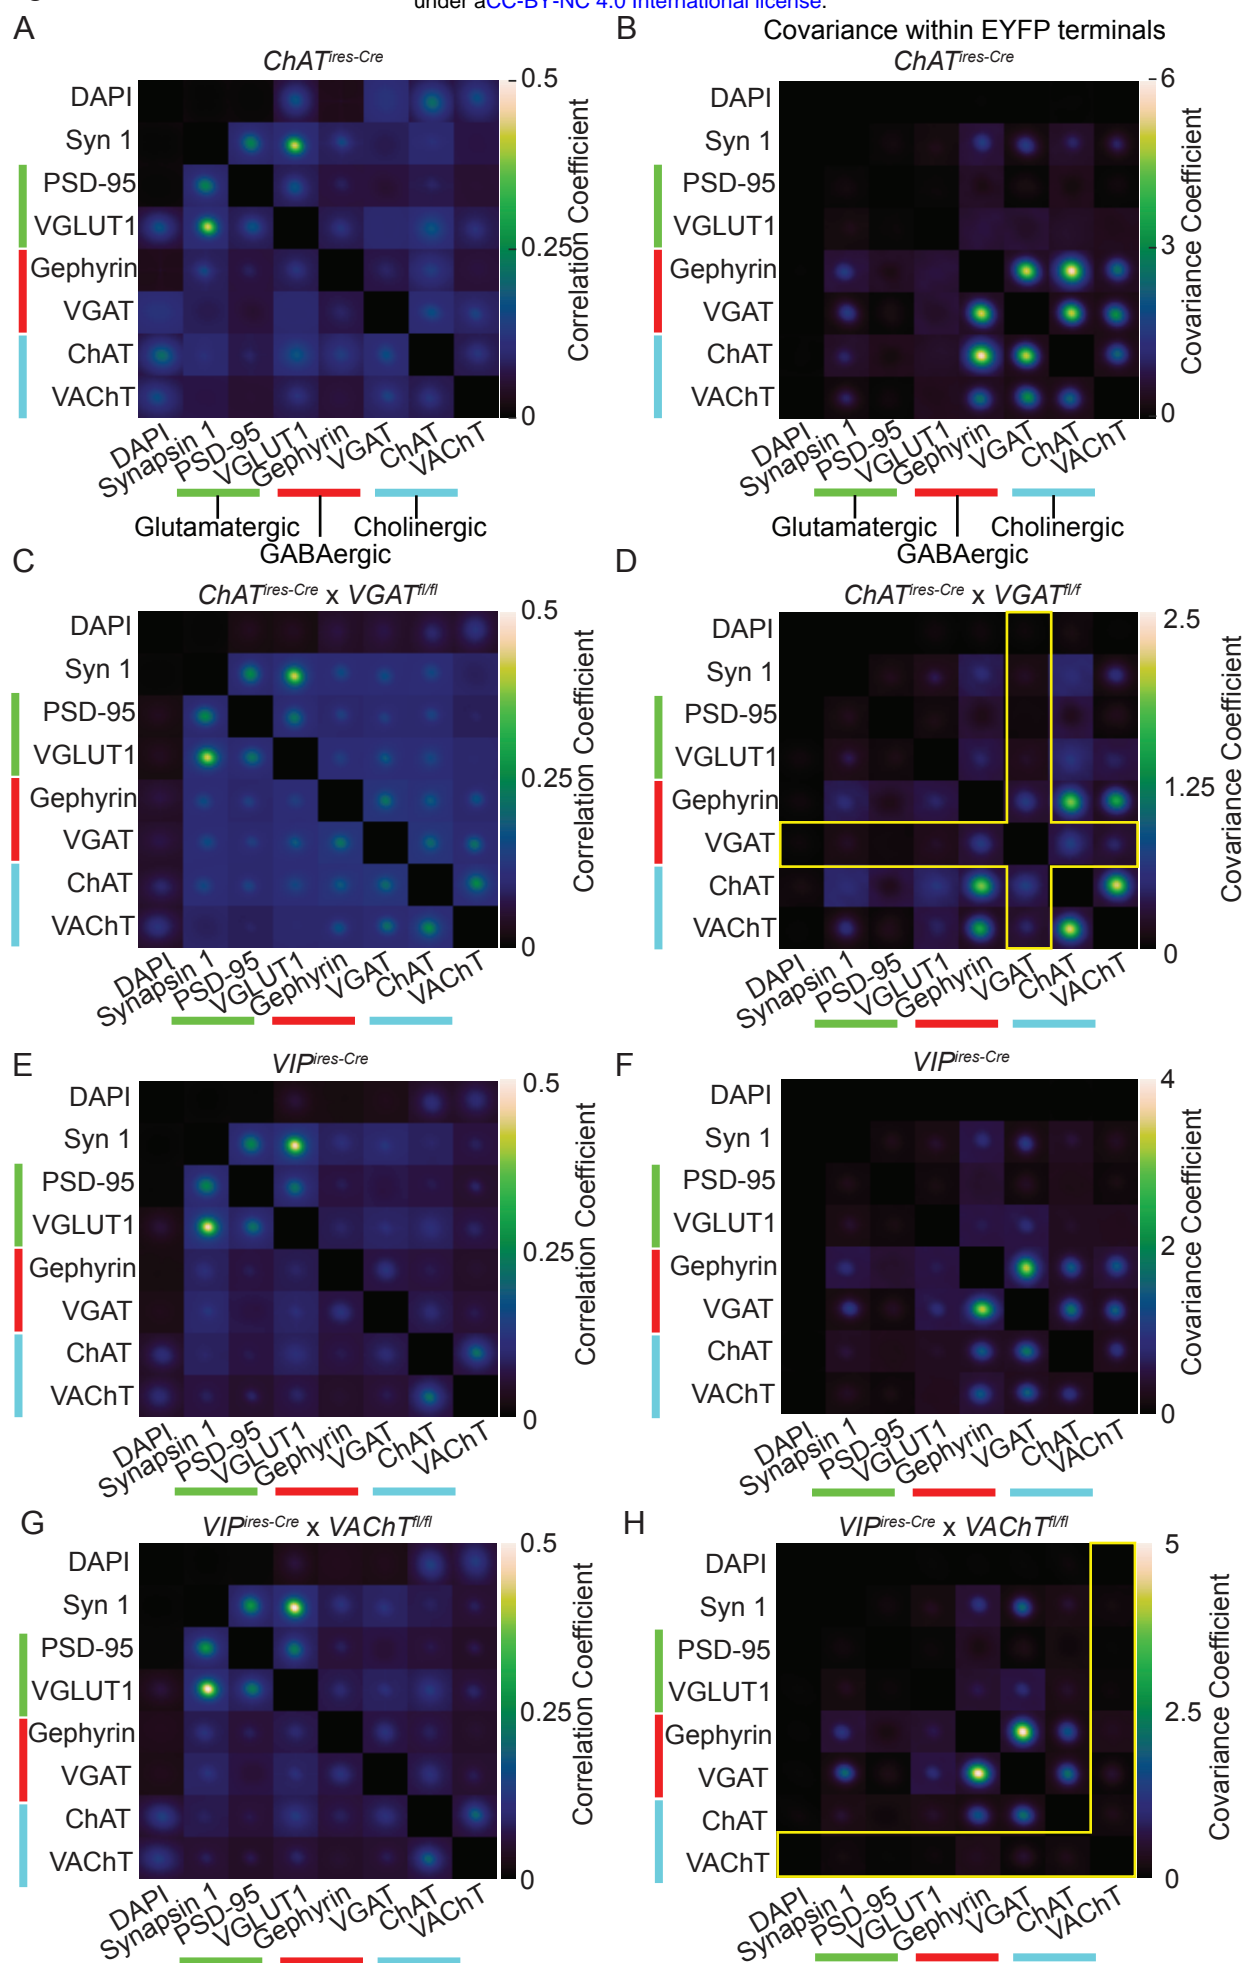 under aCC-BY-NC 4.0 International license.
A
ChATires-Cre
DAPI
Syn 1
PSD-95
VGLUT1
Gephyrin
VGAT
ChAT
VAChT
0.5
0.25
0
Correlation Coefficient
DAPI
Synapsin 1
PSD-95
VGLUT1
Gephyrin
VGAT
ChAT
VAChT
Glutamatergic
Cholinergic
GABAergic
B
Covariance within EYFP terminals
ChATires-Cre
DAPI
Syn 1
PSD-95
VGLUT1
Gephyrin
VGAT
ChAT
VAChT
6
3
0
Covariance Coefficient
DAPI
Synapsin 1
PSD-95
VGLUT1
Gephyrin
VGAT
ChAT
VAChT
Glutamatergic
Cholinergic
GABAergic
C
ChATires-Cre x VGATfl/fl
DAPI
Syn 1
PSD-95
VGLUT1
Gephyrin
VGAT
ChAT
VAChT
0.5
0.25
0
Correlation Coefficient
DAPI
Synapsin 1
PSD-95
VGLUT1
Gephyrin
VGAT
ChAT
VAChT
D
ChATires-Cre x VGATfl/f
DAPI
Syn 1
PSD-95
VGLUT1
Gephyrin
VGAT
ChAT
VAChT
2.5
1.25
0
Covariance Coefficient
DAPI
Synapsin 1
PSD-95
VGLUT1
Gephyrin
VGAT
ChAT
VAChT
E
VIPires-Cre
DAPI
Syn 1
PSD-95
VGLUT1
Gephyrin
VGAT
ChAT
VAChT
0.5
0.25
0
Correlation Coefficient
DAPI
Synapsin 1
PSD-95
VGLUT1
Gephyrin
VGAT
ChAT
VAChT
F
VIPires-Cre
DAPI
Syn 1
PSD-95
VGLUT1
Gephyrin
VGAT
ChAT
VAChT
4
2
0
Covariance Coefficient
DAPI
Synapsin 1
PSD-95
VGLUT1
Gephyrin
VGAT
ChAT
VAChT
G
VIPires-Cre x VAChTfl/fl
DAPI
Syn 1
PSD-95
VGLUT1
Gephyrin
VGAT
ChAT
VAChT
0.5
0.25
0
Correlation Coefficient
DAPI
Synapsin 1
PSD-95
VGLUT1
Gephyrin
VGAT
ChAT
VAChT
H
VIPires-Cre x VAChTfl/fl
DAPI
Syn 1
PSD-95
VGLUT1
Gephyrin
VGAT
ChAT
VAChT
5
2.5
0
Covariance Coefficient
DAPI
Synapsin 1
PSD-95
VGLUT1
Gephyrin
VGAT
ChAT
VAChT